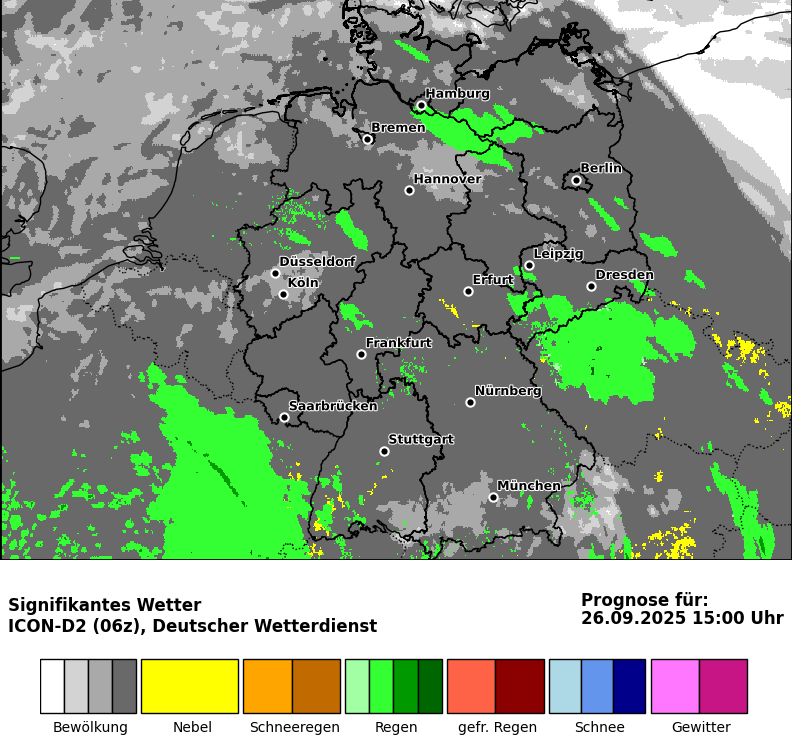 Hamburg
Bremen
Berlin
Hannover
Leipzig
Düsseldorf
Dresden
Erfurt
Köln
Frankfurt
Nürnberg
Saarbrücken
Stuttgart
München
Signifikantes Wetter
ICON-D2 (06z), Deutscher Wetterdienst
Prognose für:
26.09.2025 15:00 Uhr
Bewölkung
Nebel
Schneeregen
Regen
gefr. Regen
Schnee
Gewitter